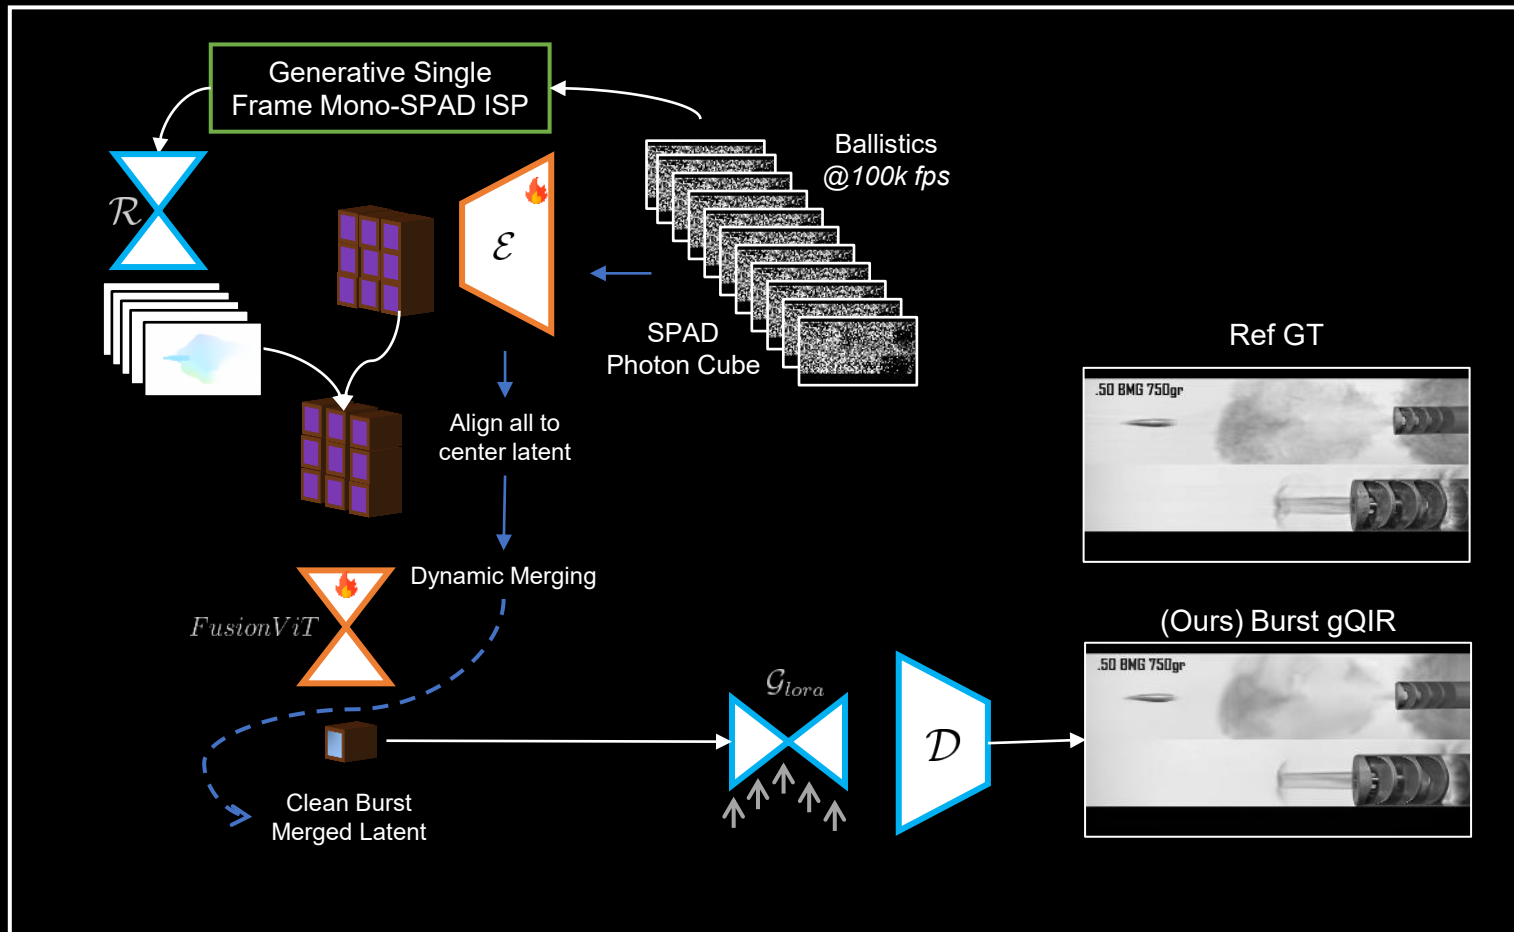 Generative Single
Frame Mono-SPAD ISP
Ballistics
@100k fps
R
E
SPAD
Photon Cube
Ref GT
.50 BMG 750gr
Align all to
center latent
Dynamic Merging
FusionViT
(Ours) Burst gQIR
.50 BMG 750gr
G_lora
D
Clean Burst
Merged Latent